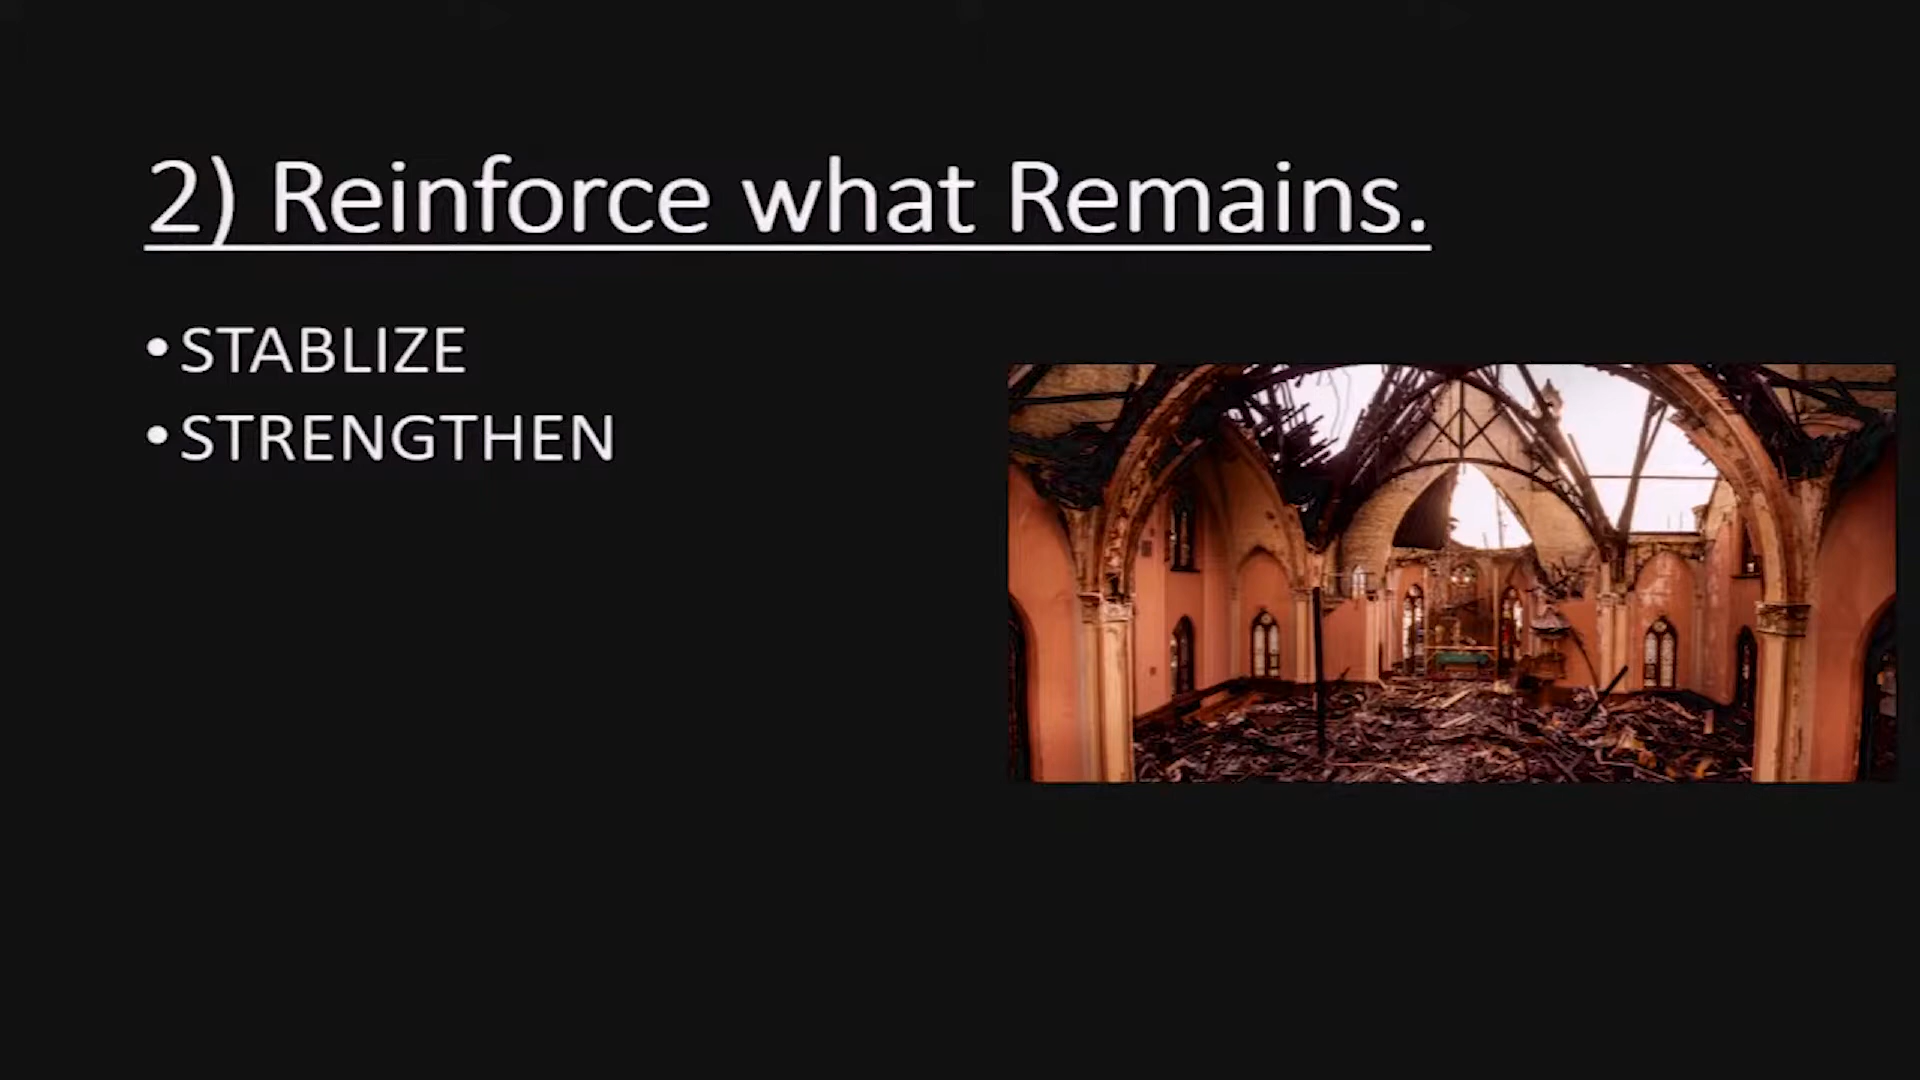 2) Reinforce what Remains.
• STABLIZE
• STRENGTHEN